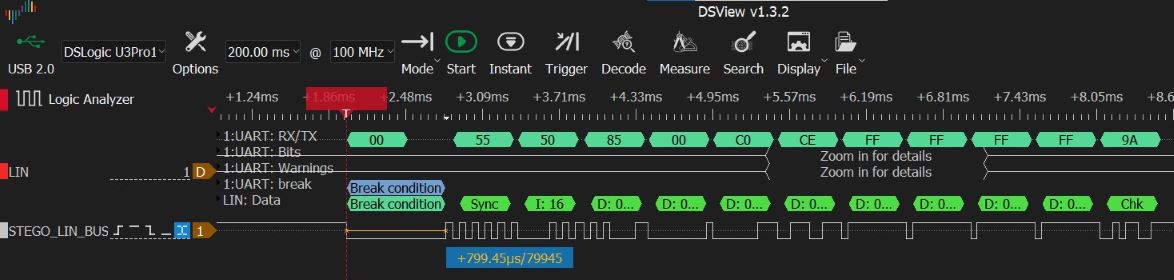 DSView v1.3.2
USB 2.0
DSLogic U3Pro1
Options
200.00 ms
@
100 MHz
Mode
Start
Instant
Trigger
Decode
Measure
Search
Display
File
Logic Analyzer
+1.24ms +1.86ms +2.48ms +3.09ms +3.71ms +4.33ms +4.95ms +5.57ms +6.19ms +6.81ms +7.43ms +8.05ms +8.6
T
1:UART: RX/TX 00 55 50 85 00 C0 CE FF FF FF FF 9A
1:UART: Bits Zoom in for details
LIN 1 D 1:UART: Warnings Zoom in for details
1:UART: break Break condition
LIN: Data Break condition Sync I: 16 D: 0... D: 0... D: 0... D: 0... D: 0... D: 0... D: 0... D: 0... Chk
STEGO_LIN_BUS 1
+799.45µs/79945